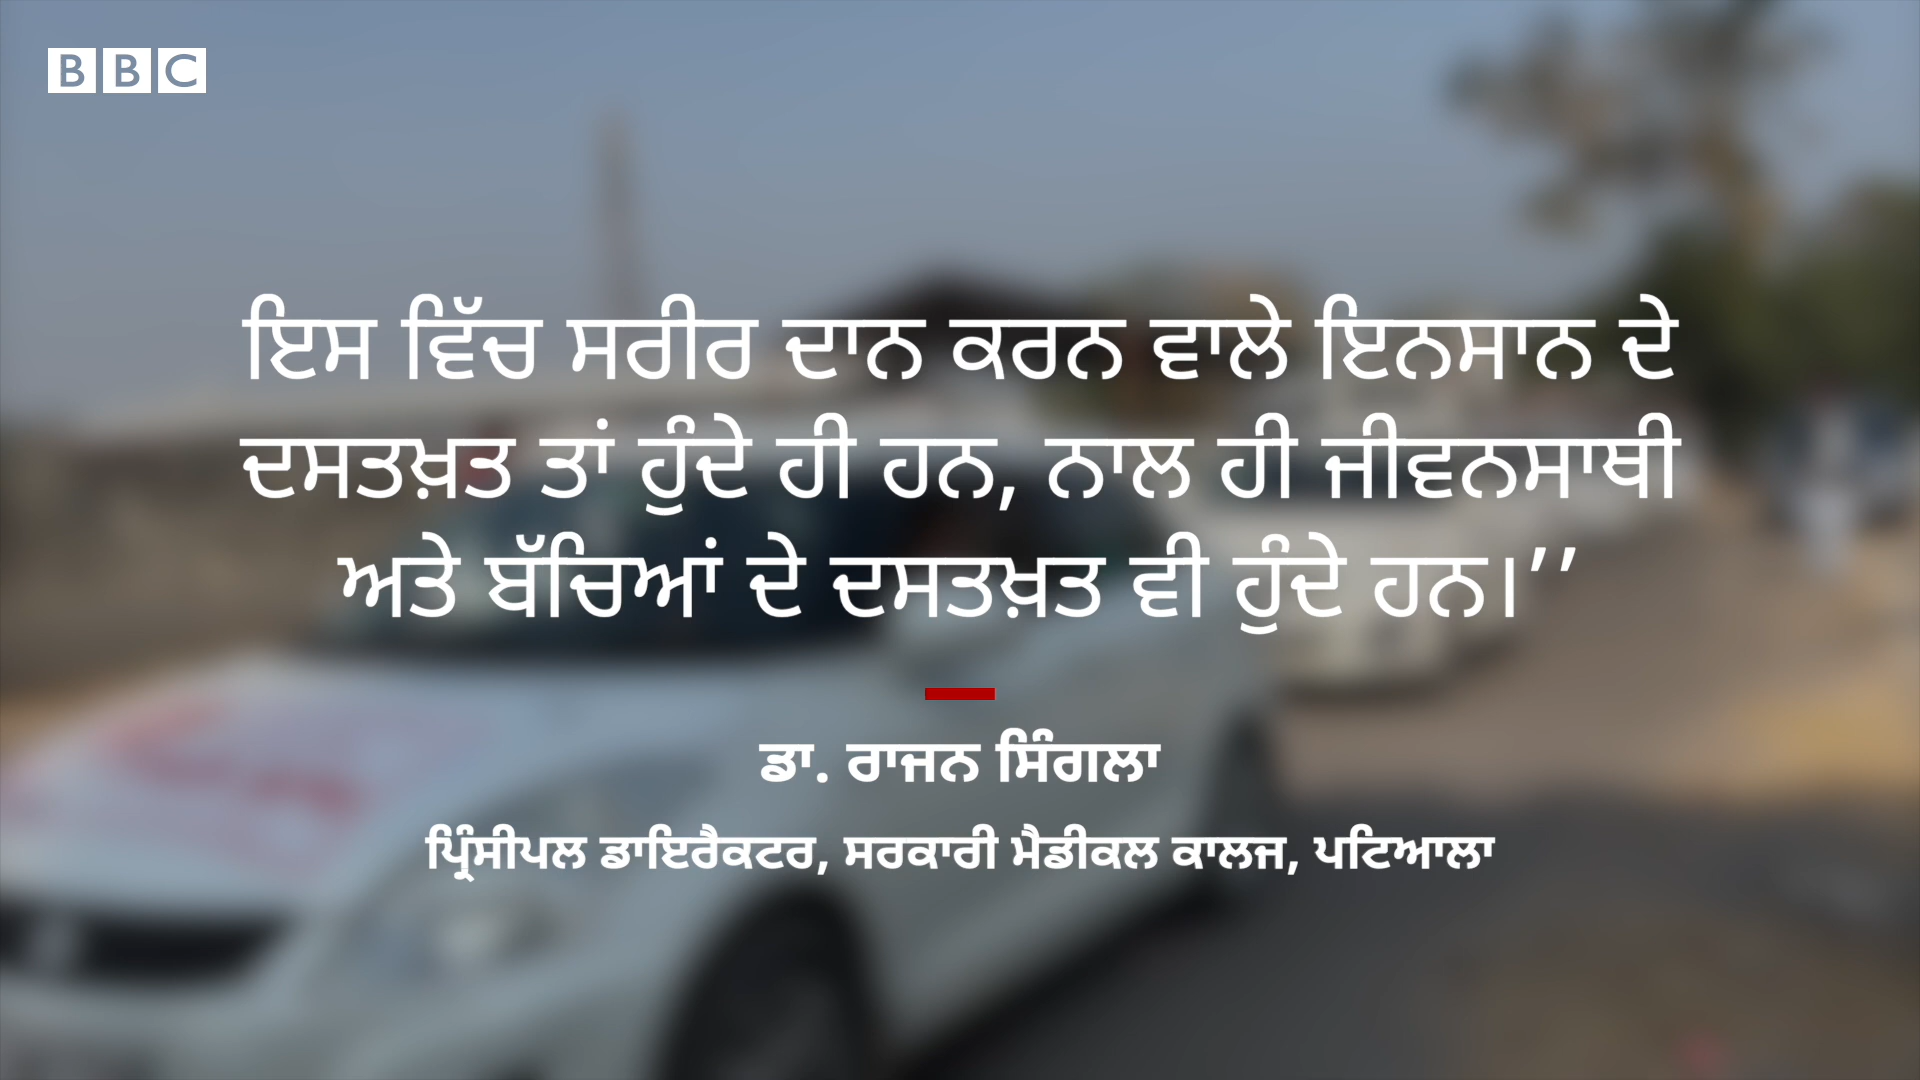 BBC
ਇਸ ਵਿੱਚ ਸਰੀਰ ਦਾਨ ਕਰਨ ਵਾਲੇ ਇਨਸਾਨ ਦੇ
ਦਸਤਖ਼ਤ ਤਾਂ ਹੁੰਦੇ ਹੀ ਹਨ, ਨਾਲ ਹੀ ਜੀਵਨਸਾਥੀ
ਅਤੇ ਬੱਚਿਆਂ ਦੇ ਦਸਤਖ਼ਤ ਵੀ ਹੁੰਦੇ ਹਨ।’’
ਡਾ. ਰਾਜਨ ਸਿੰਗਲਾ
ਪ੍ਰਿੰਸੀਪਲ ਡਾਇਰੈਕਟਰ, ਸਰਕਾਰੀ ਮੈਡੀਕਲ ਕਾਲਜ, ਪਟਿਆਲਾ